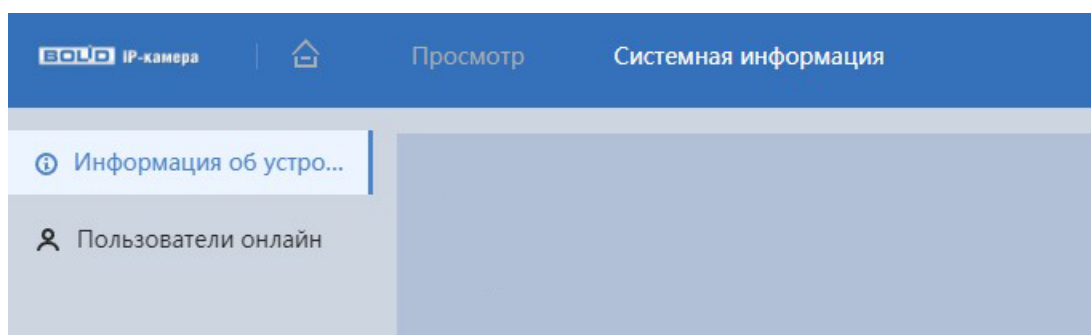 BOLID IP-камера Просмотр Системная информация
Информация об устро...
Пользователи онлайн